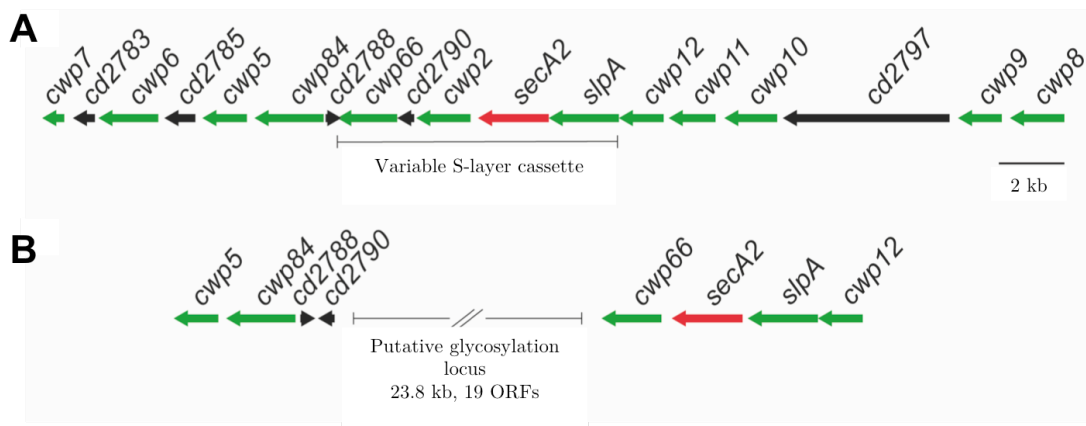 A
cwp7 cd2783 cwp6 cd2785 cwp5 cwp84 cd2788 cwp66 cd2790 cwp2 secA2 slpA cwp12 cwp11 cwp10 cd2797 cwp9 cwp8
Variable S-layer cassette
2 kb
B
cwp5 cwp84 cd2788 cd2790 cwp66 secA2 slpA cwp12
Putative glycosylation
locus
23.8 kb, 19 ORFs